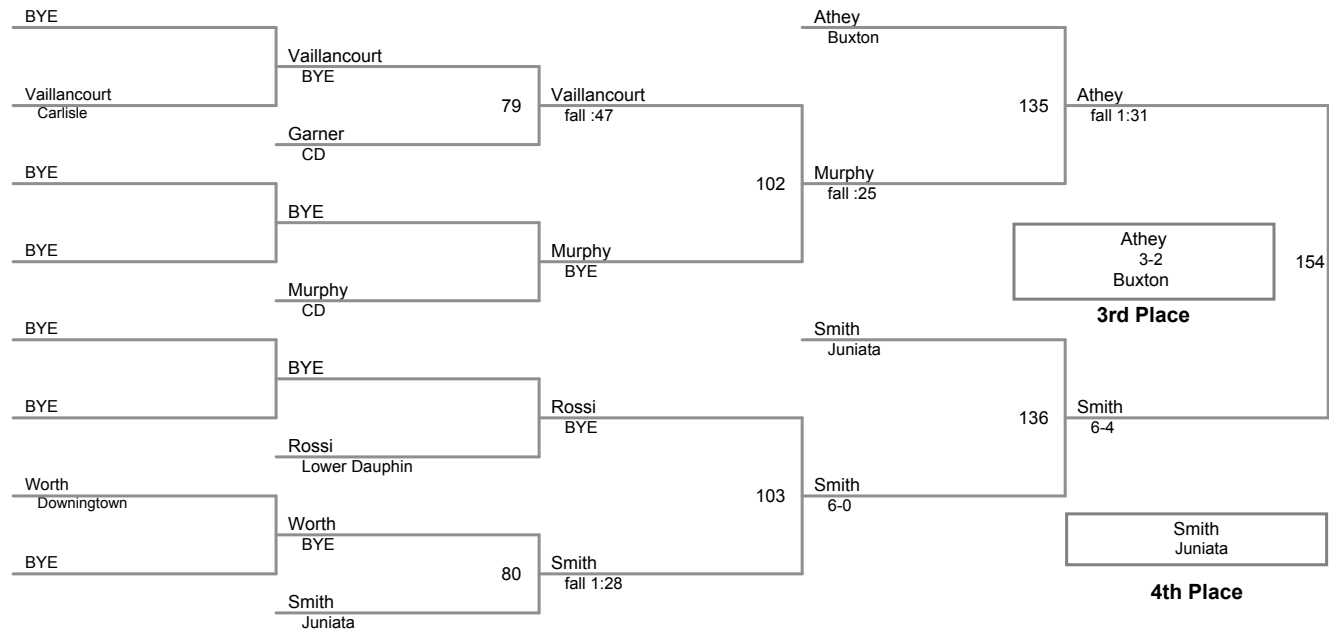 BYE
Vaillancourt
Carlisle
BYE
BYE
BYE
BYE
Worth
Downingtown
BYE
Vaillancourt
BYE
Garner
CD
BYE
Murphy
CD
BYE
Rossi
Lower Dauphin
Worth
BYE
Smith
Juniata
79
80
Vaillancourt
fall :47
Murphy
BYE
Rossi
BYE
Smith
fall 1:28
102
103
Athey
Buxton
Murphy
fall :25
Smith
Juniata
Smith
6-0
135
136
Athey
fall 1:31
Smith
6-4
154
Athey
3-2
Buxton
3rd Place
Smith
Juniata
4th Place